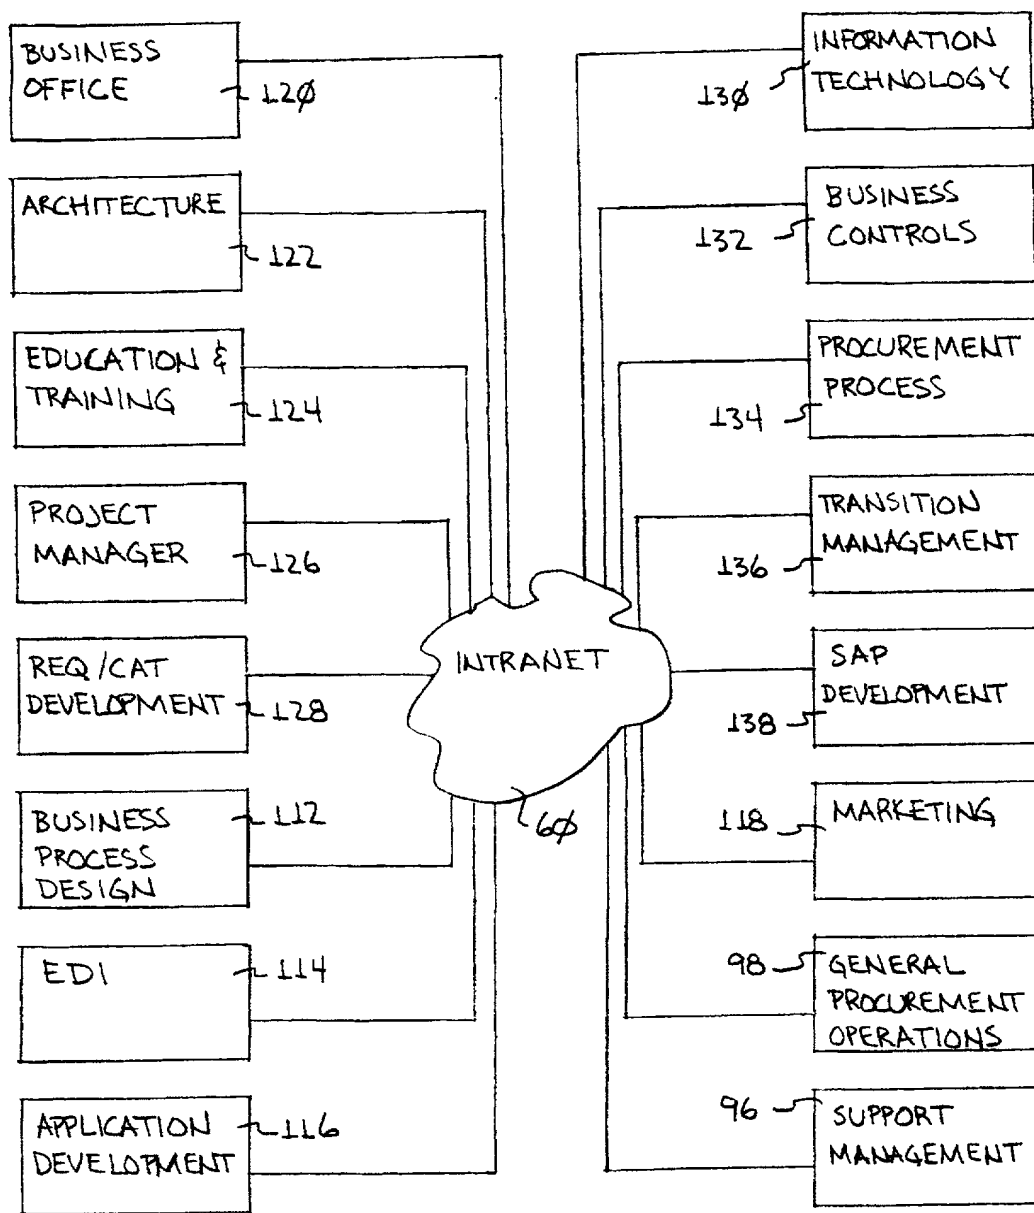 BUSINESS
OFFICE
120
ARCHITECTURE
122
EDUCATION &
TRAINING
124
PROJECT
MANAGER
126
REQ/CAT
DEVELOPMENT
128
BUSINESS
PROCESS
DESIGN
112
EDI
114
APPLICATION
DEVELOPMENT
116
INTRANET
60
INFORMATION
TECHNOLOGY
130
BUSINESS
CONTROLS
132
PROCUREMENT
PROCESS
134
TRANSITION
MANAGEMENT
136
SAP
DEVELOPMENT
138
MARKETING
118
GENERAL
PROCUREMENT
OPERATIONS
98
SUPPORT
MANAGEMENT
96